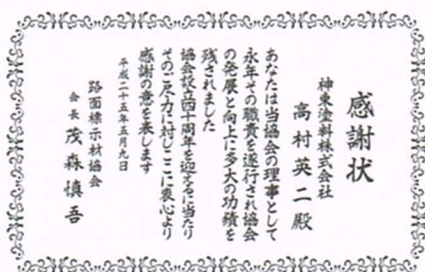 感謝状
神東塗料株式会社
高村英二殿
あなたは当協会の理事として
永年その職責を遂行され協会
の発展と向上に多大の功績を
残されました
協会設立四十周年を迎えるに当たり
そのご尽力に対しここに衷心より
感謝の意を表します
平成二十五年五月九日
路面標示材協会
会長 茂森慎吾